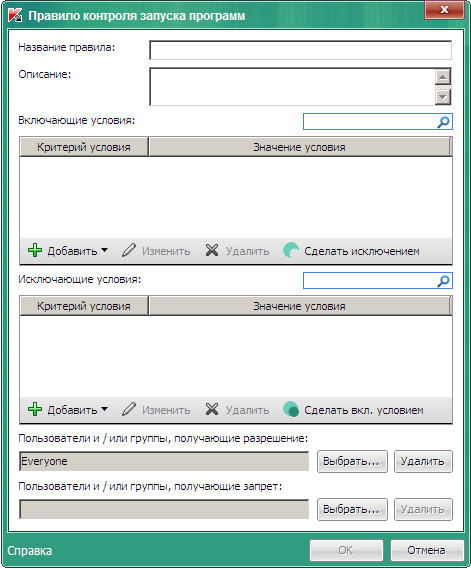 Правило контроля запуска программ
Название правила:
Описание:
Включающие условия:
Критерий условия Значение условия
Добавить Изменить Удалить Сделать исключением
Исключающие условия:
Критерий условия Значение условия
Добавить Изменить Удалить Сделать вкл. условием
Пользователи и / или группы, получающие разрешение:
Everyone Выбрать... Удалить
Пользователи и / или группы, получающие запрет:
Выбрать... Удалить
Справка OK Отмена